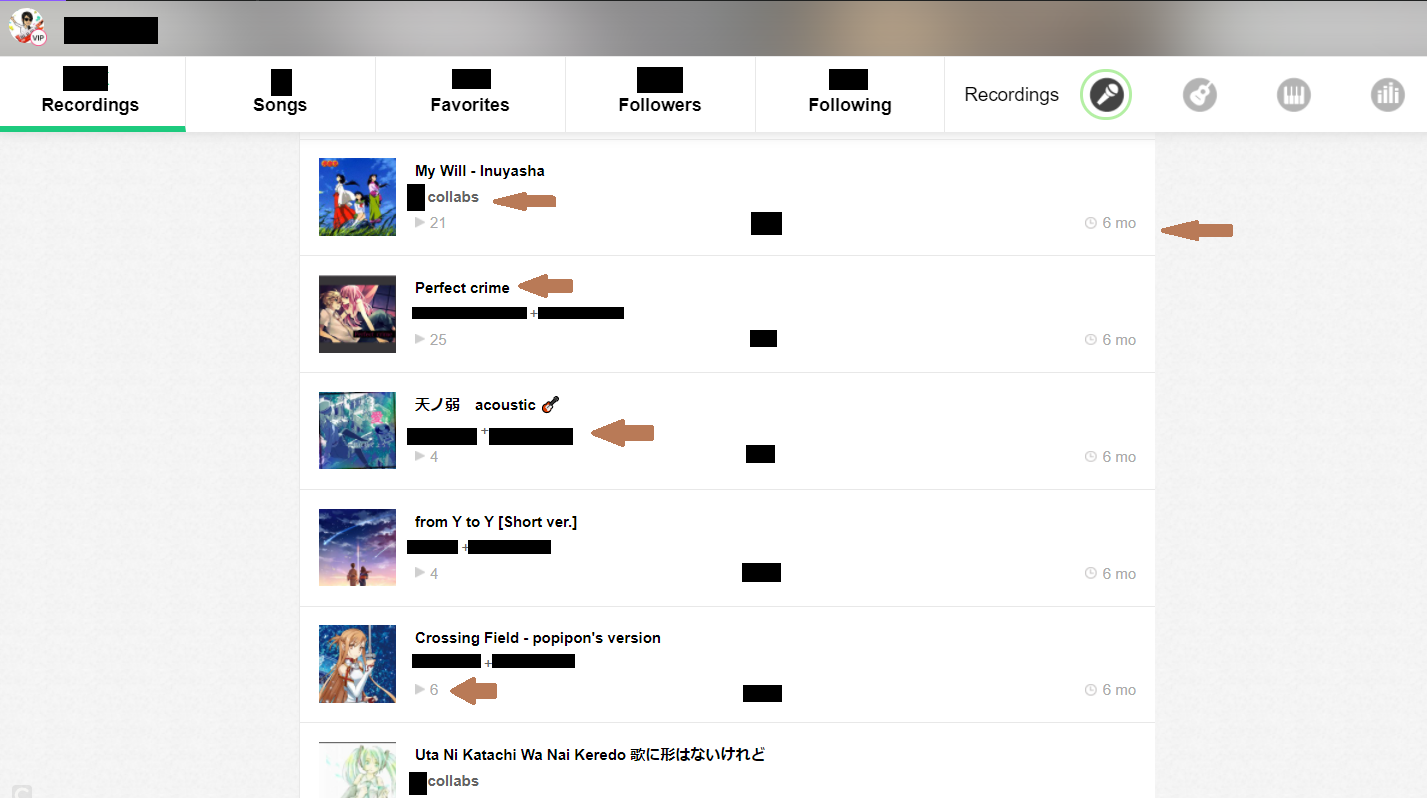 VIP
Recordings
Songs
Favorites
Followers
Following
Recordings
My Will - Inuyasha
collabs
21
6 mo
Perfect crime
+
25
6 mo
天ノ弱 acoustic
+
4
6 mo
from Y to Y [Short ver.]
+
4
6 mo
Crossing Field - popipon's version
+
6
6 mo
Uta Ni Katachi Wa Nai Keredo 歌に形はないけれど
collabs